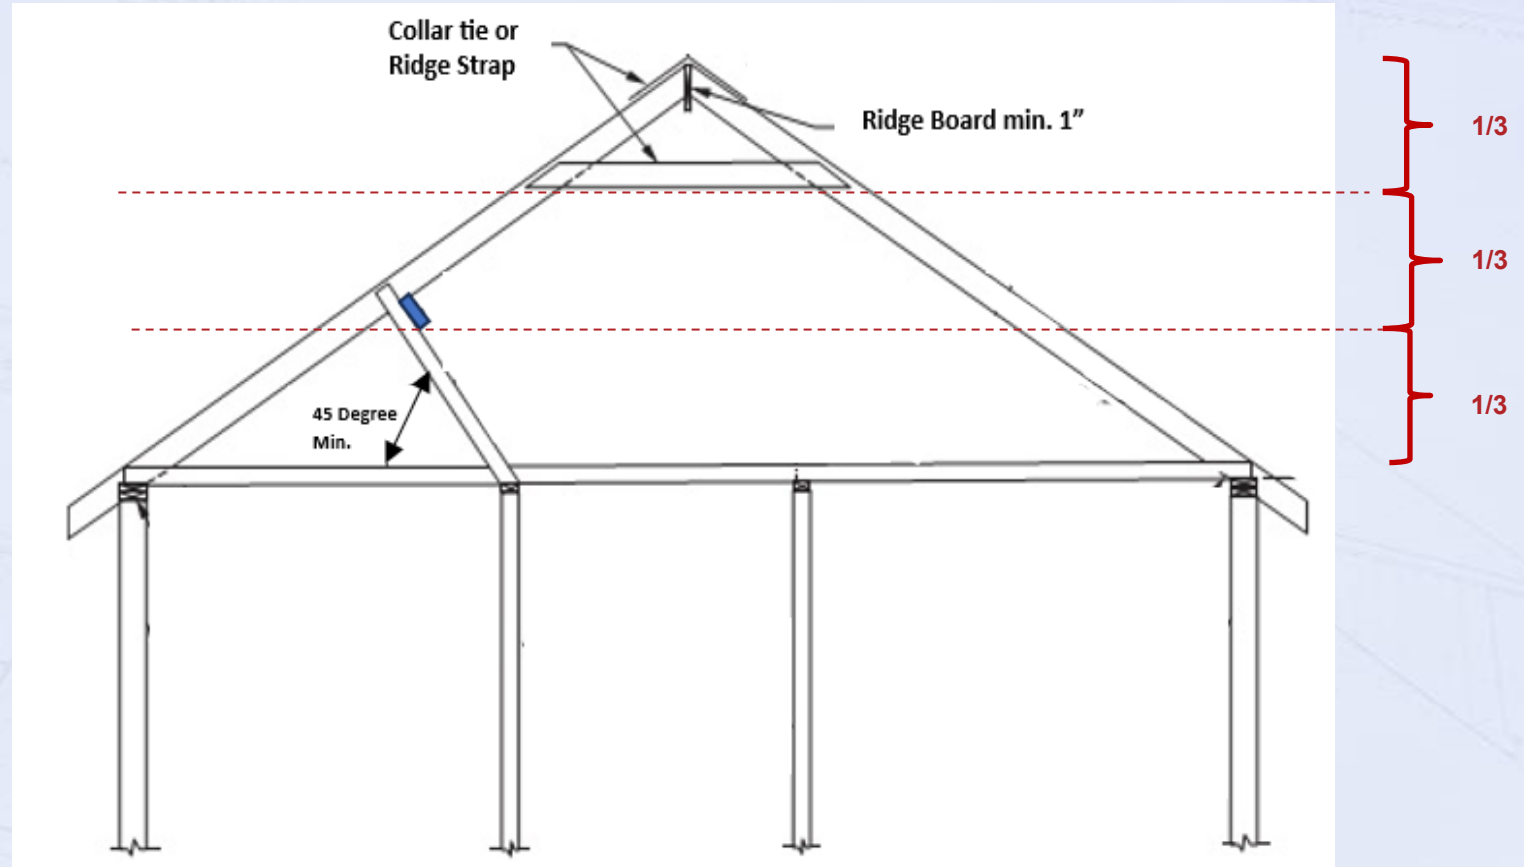 Collar tie or
Ridge Strap
Ridge Board min. 1”
1/3
1/3
45 Degree
Min.
1/3